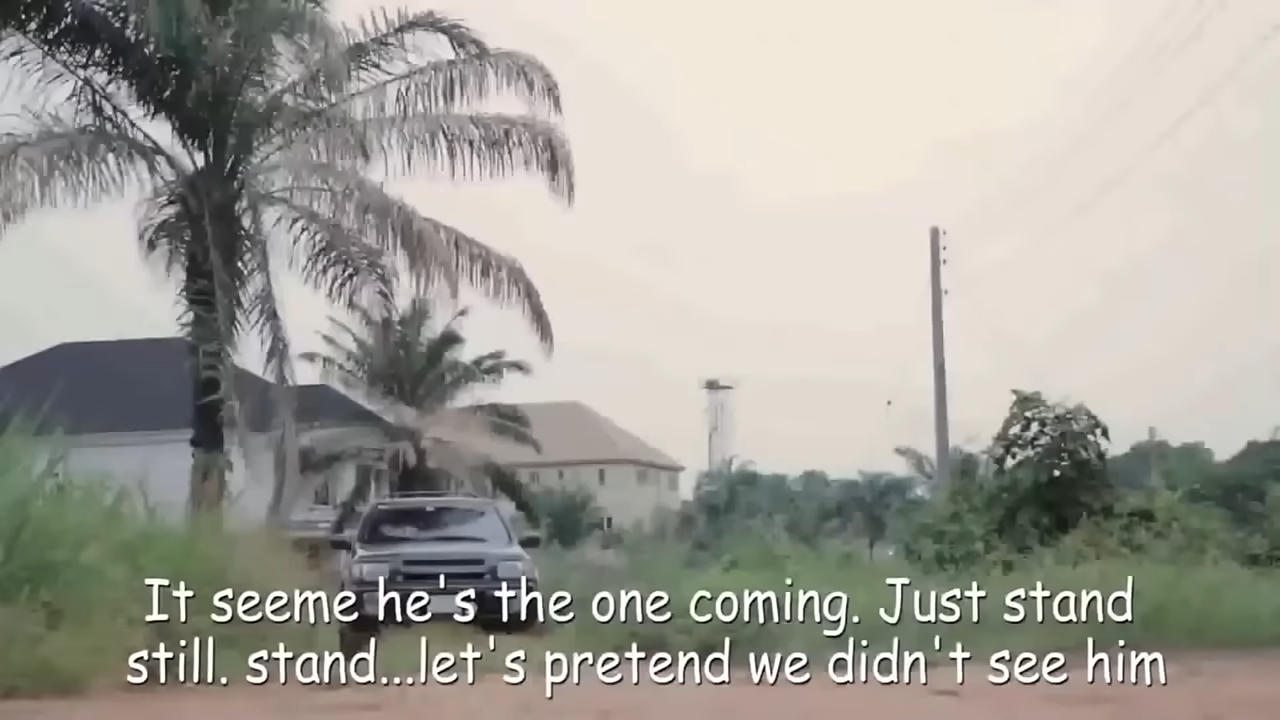 It seeme he's the one coming. Just stand
still. stand...let's pretend we didn't see him